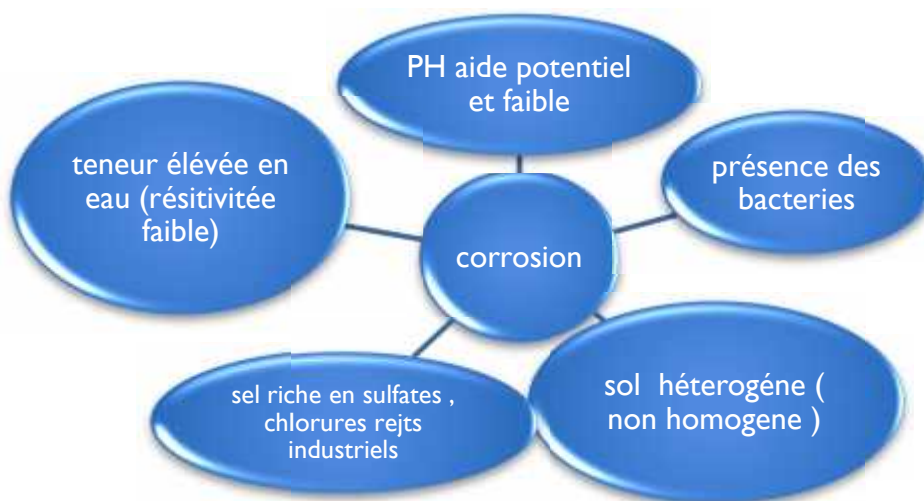 PH aide potentiel
et faible
teneur élévée en
eau (résitivitée
faible)
présence des
bacteries
corrosion
sel riche en sulfates ,
chlorures rejts
industriels
sol héterogéne (
non homogene )